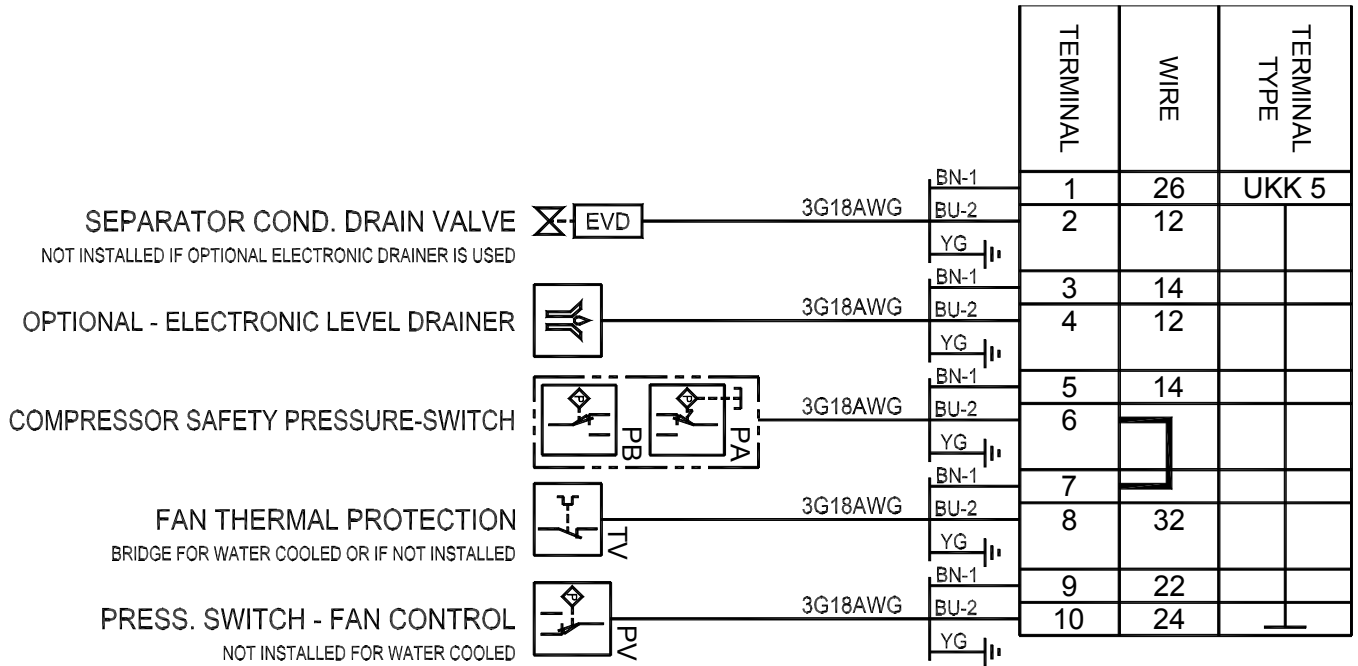 TERMINAL
WIRE
TERMINAL TYPE
BN-1
1 26 UKK 5
SEPARATOR COND. DRAIN VALVE EVD 3G18AWG BU-2 2 12
NOT INSTALLED IF OPTIONAL ELECTRONIC DRAINER IS USED YG
BN-1 3 14
OPTIONAL - ELECTRONIC LEVEL DRAINER 3G18AWG BU-2 4 12
YG
BN-1 5 14
P P
COMPRESSOR SAFETY PRESSURE-SWITCH PB PA 3G18AWG BU-2 6
YG
BN-1 7
FAN THERMAL PROTECTION TV 3G18AWG BU-2 8 32
BRIDGE FOR WATER COOLED OR IF NOT INSTALLED YG
BN-1 9 22
P
PRESS. SWITCH - FAN CONTROL PV 3G18AWG BU-2 10 24
NOT INSTALLED FOR WATER COOLED YG